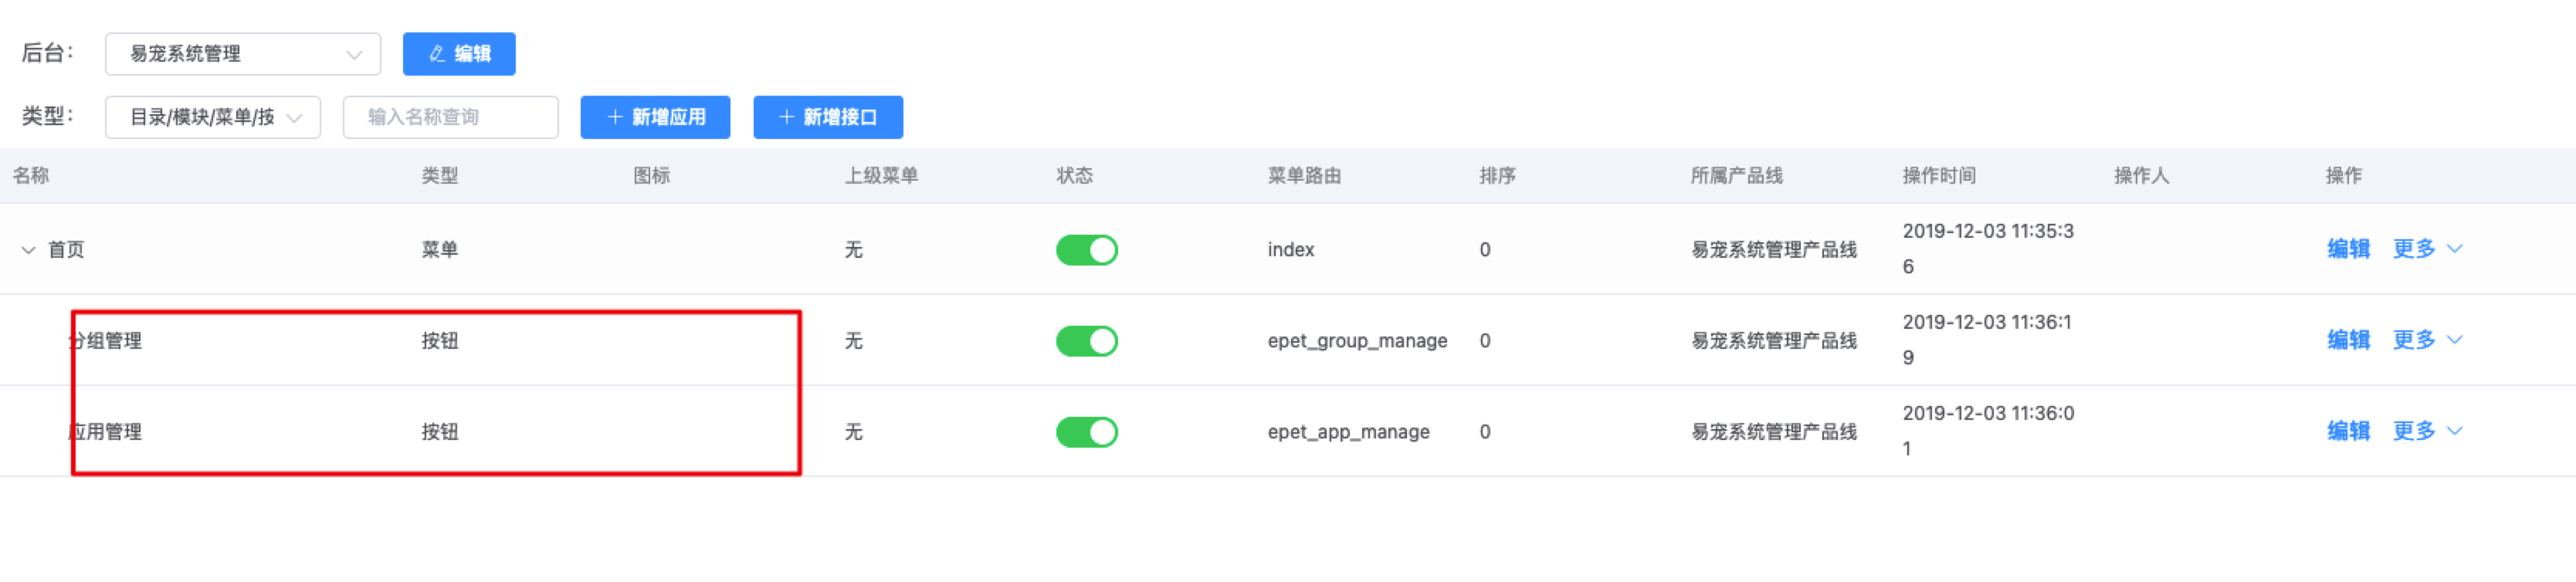 后台： 易宠系统管理 编辑
类型： 目录/模块/菜单/按 输入名称查询 + 新增应用 + 新增接口
名称 类型 图标 上级菜单 状态 菜单路由 排序 所属产品线 操作时间 操作人 操作
首页 菜单 无 index 0 易宠系统管理产品线 2019-12-03 11:35:3 编辑 更多
6
分组管理 按钮 无 epet_group_manage 0 易宠系统管理产品线 2019-12-03 11:36:1 编辑 更多
9
应用管理 按钮 无 epet_app_manage 0 易宠系统管理产品线 2019-12-03 11:36:0 编辑 更多
1